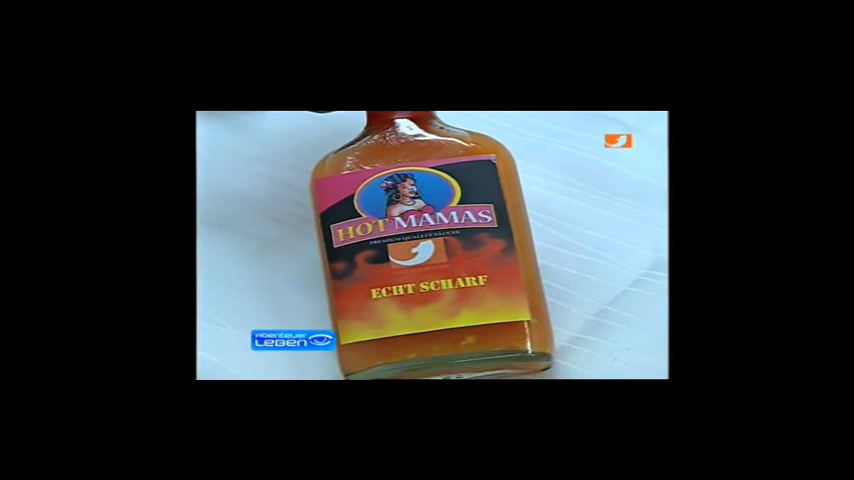 HOT MAMAS
PREMIUM QUALITY SAUCES
ECHT SCHARF
abenteuer
Leben